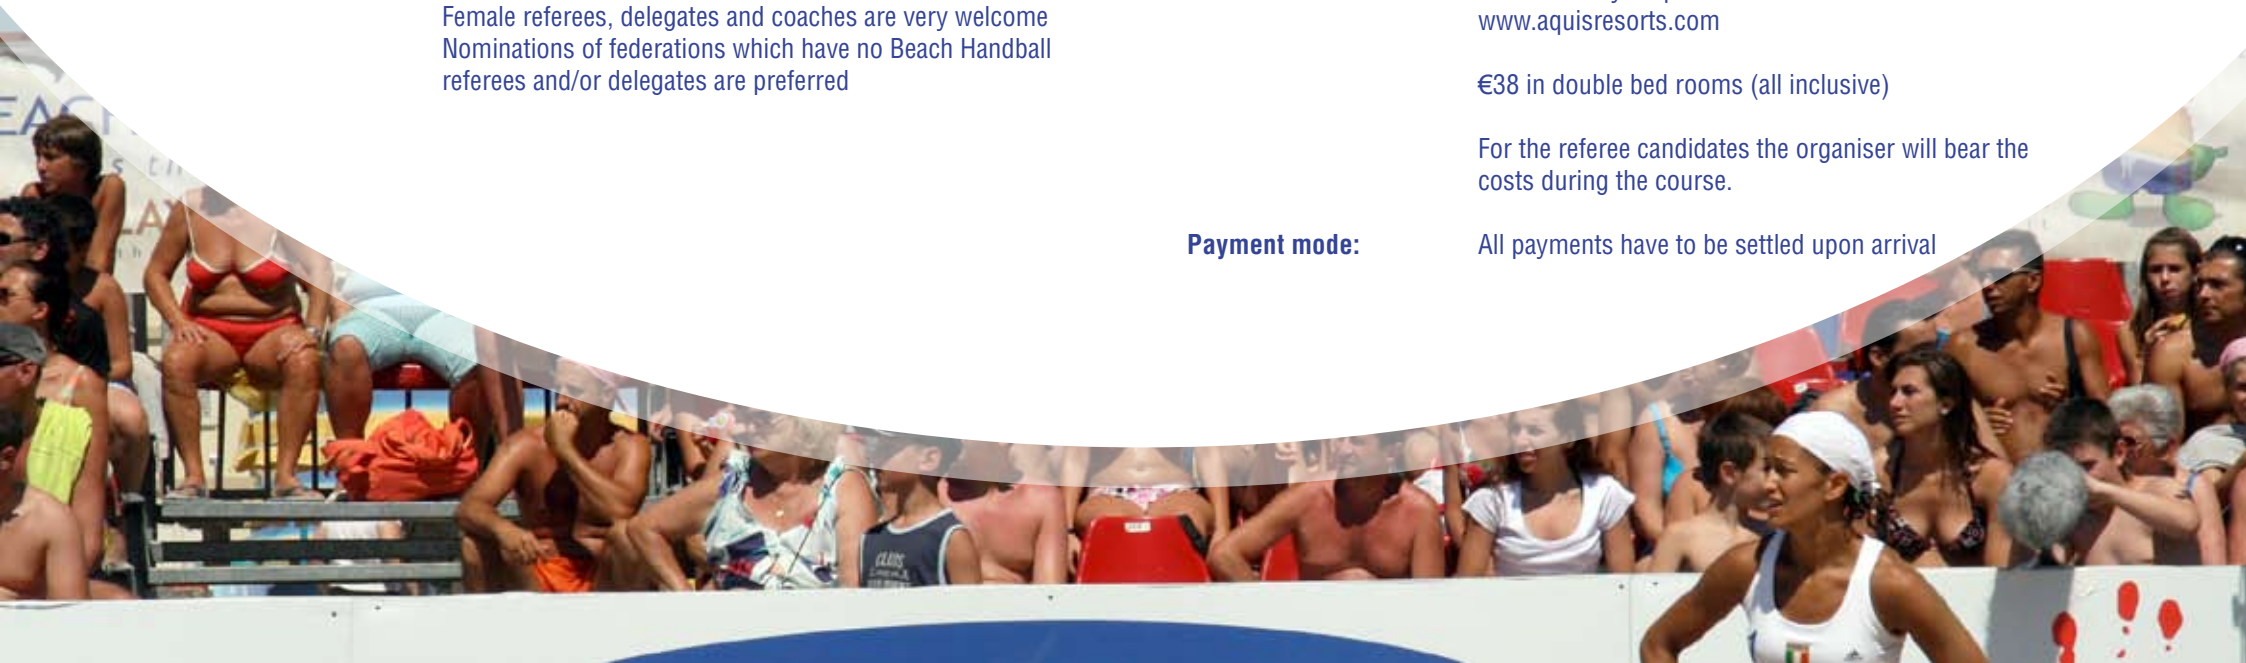 Female referees, delegates and coaches are very welcome
Nominations of federations which have no Beach Handball
referees and/or delegates are preferred
www.aquisresorts.com
€38 in double bed rooms (all inclusive)
For the referee candidates the organiser will bear the
costs during the course.
Payment mode: All payments have to be settled upon arrival